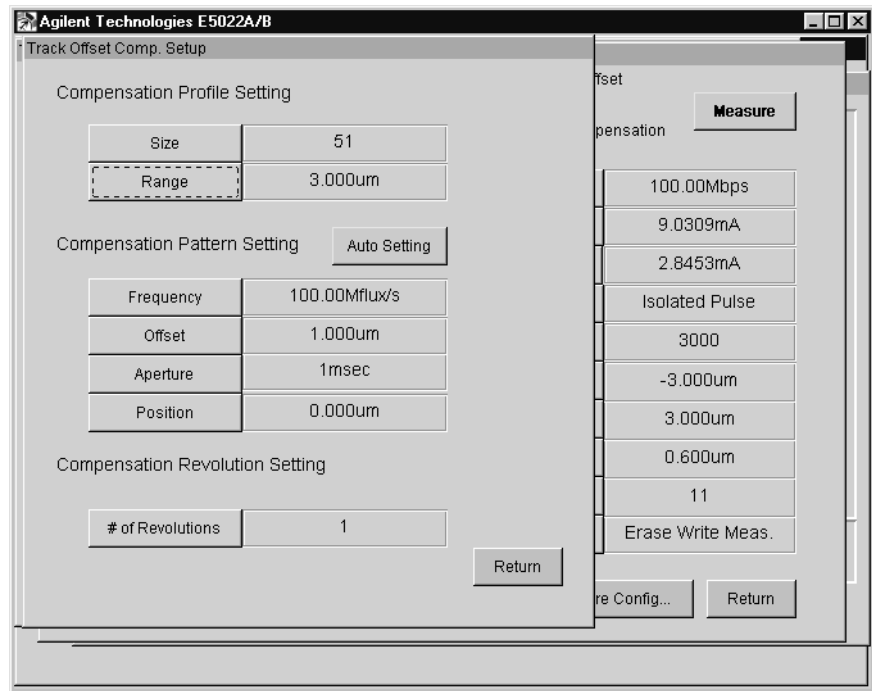 Agilent Technologies E5022A/B
Track Offset Comp. Setup
Compensation Profile Setting
Size 51
Range 3.000um
Compensation Pattern Setting Auto Setting
Frequency 100.00Mflux/s
Offset 1.000um
Aperture 1msec
Position 0.000um
Compensation Revolution Setting
# of Revolutions 1
Return
fset
Measure
pensation
100.00Mbps
9.0309mA
2.8453mA
Isolated Pulse
3000
-3.000um
3.000um
0.600um
11
Erase Write Meas.
re Config... Return